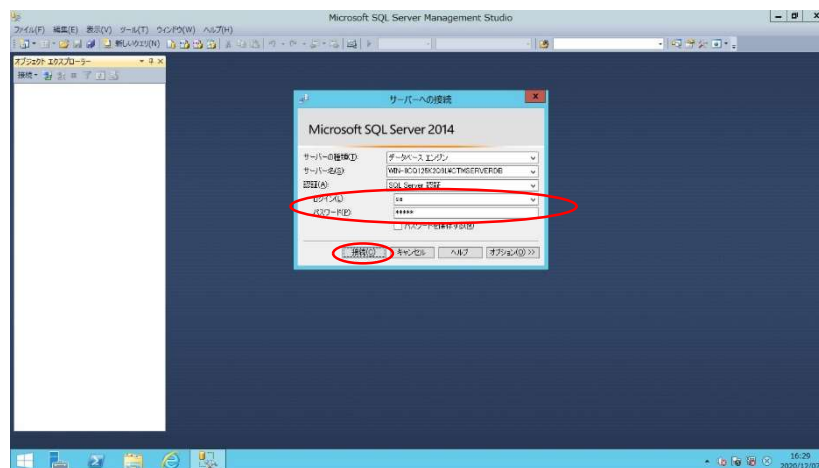 Microsoft SQL Server Management Studio
ファイル(F) 編集(E) 表示(V) ツール(T) ウィンドウ(W) ヘルプ(H)
新しいクエリ(N)
オブジェクト エクスプローラー
接続
サーバーへの接続
Microsoft SQL Server 2014
サーバーの種類(T): データベース エンジン
サーバー名(S):
認証(A): SQL Server 認証
ログイン(L): sa
パスワード(P): *****
パスワードを保存する(M)
接続(C) キャンセル ヘルプ オプション(O) >>
16:29